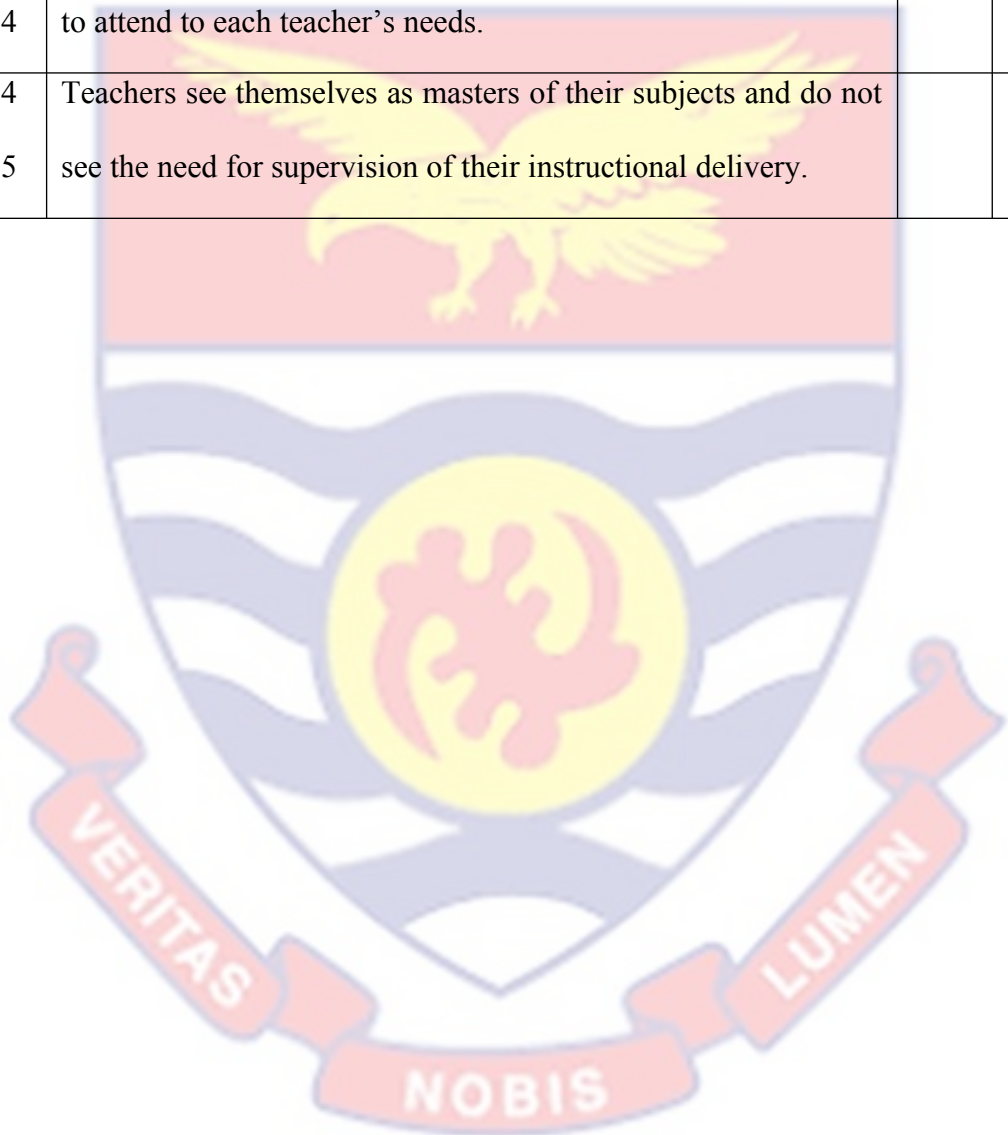 4 to attend to each teacher’s needs.
4 Teachers see themselves as masters of their subjects and do not
5 see the need for supervision of their instructional delivery.
VERITAS
NOBIS
LUMEN